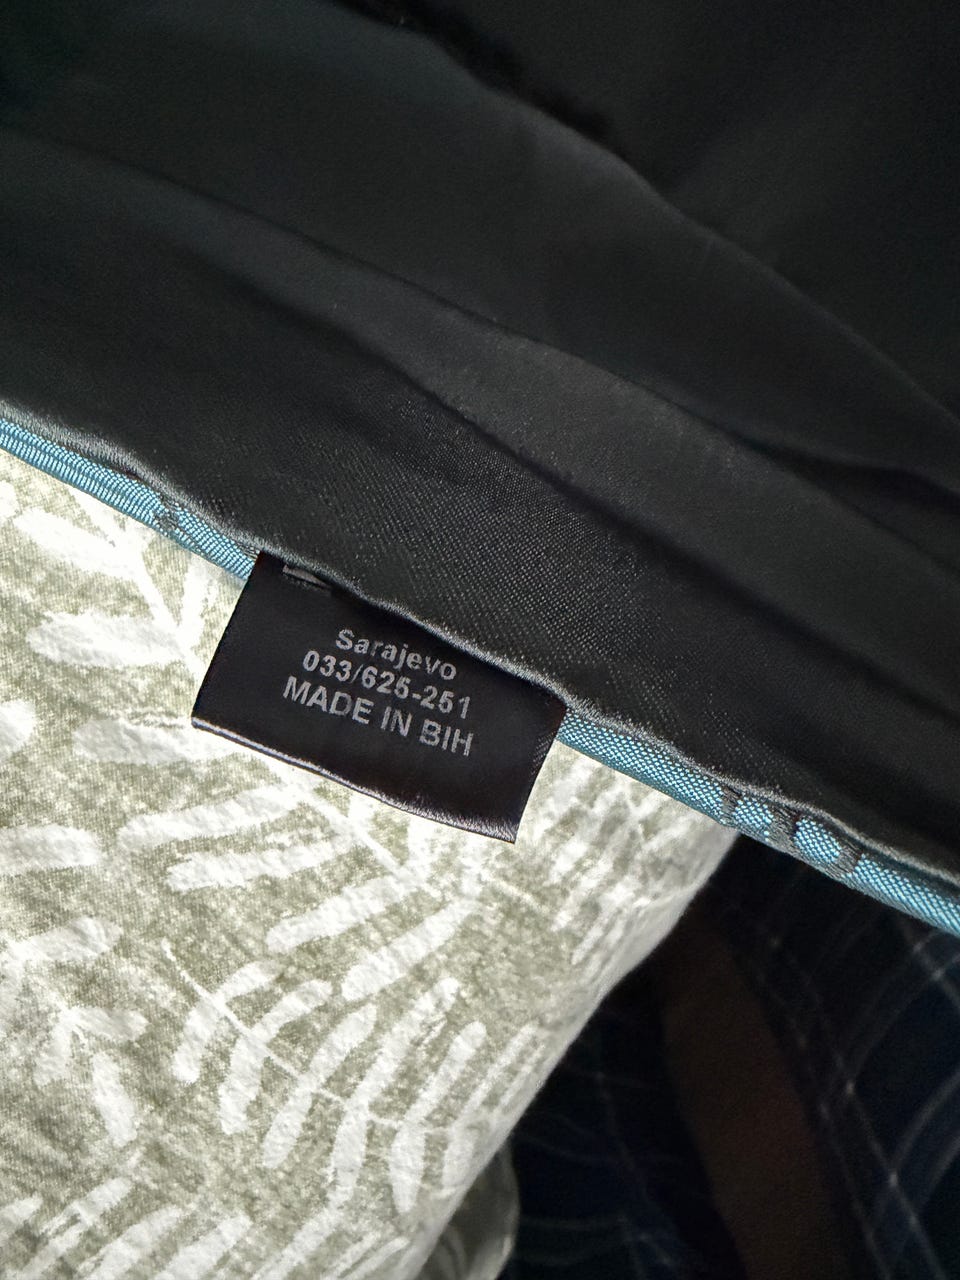 Sarajevo
033/625-251
MADE IN BIH